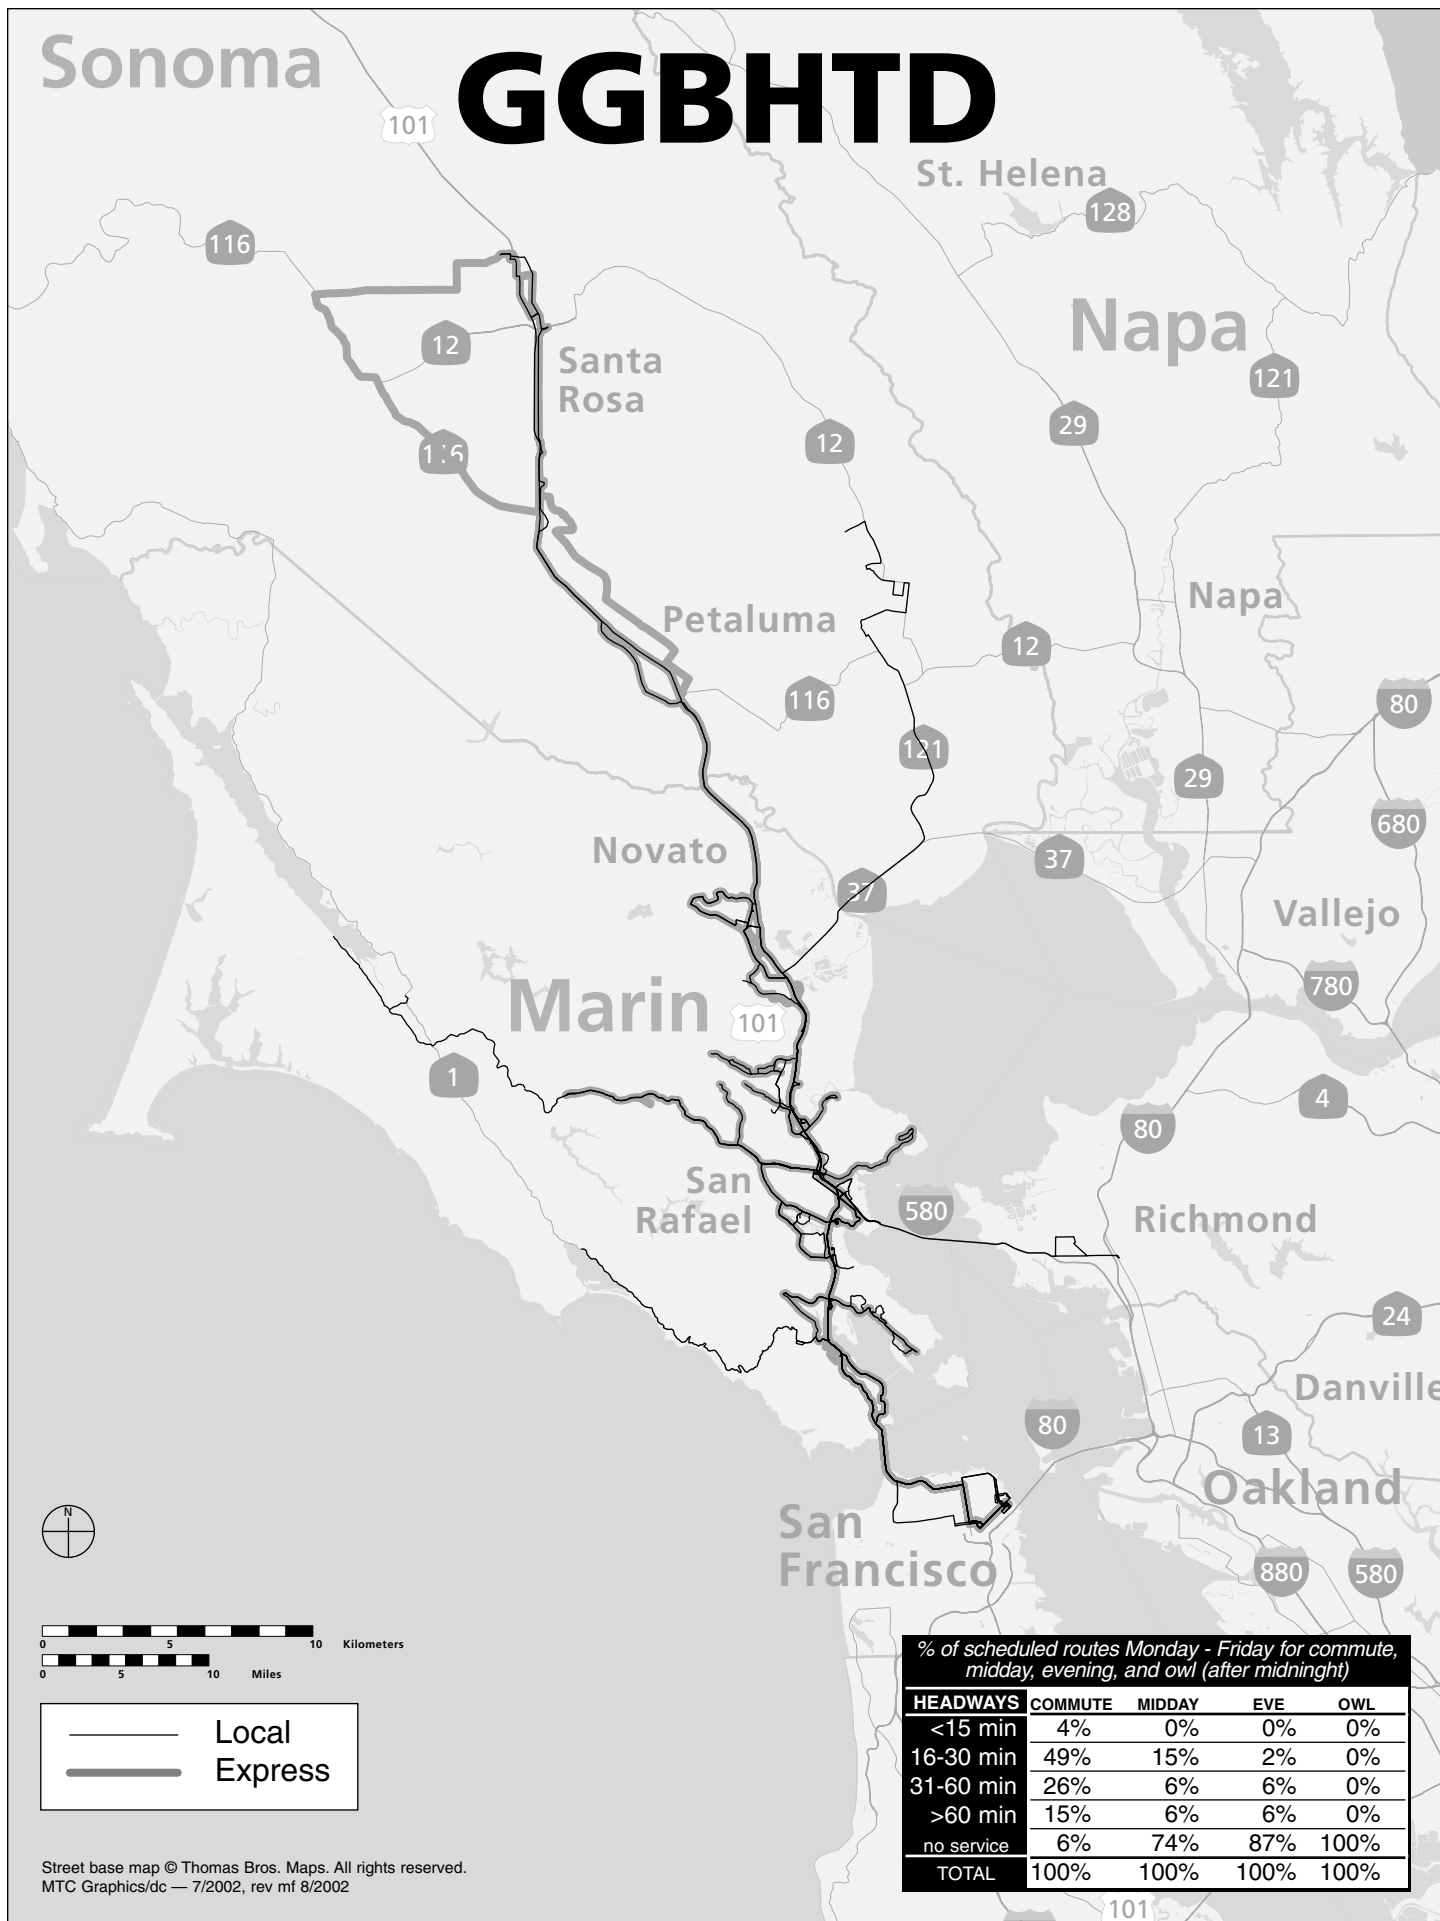 Sonoma
GGBHTD
101
St. Helena
128
116
Napa
12
Santa
Rosa
121
29
12
116
Napa
Petaluma
12
116
80
121
29
680
Novato
37
37
Vallejo
780
Marin
101
1
4
80
San
Rafael
580
Richmond
24
Danville
80
13
Oakland
San
Francisco
880
580
N
0 5 10 Kilometers
0 5 10 Miles
Local
Express
Street base map © Thomas Bros. Maps. All rights reserved.
MTC Graphics/dc — 7/2002, rev mf 8/2002
% of scheduled routes Monday - Friday for commute,
midday, evening, and owl (after midninght)
HEADWAYS COMMUTE MIDDAY EVE OWL
<15 min 4% 0% 0% 0%
16-30 min 49% 15% 2% 0%
31-60 min 26% 6% 6% 0%
>60 min 15% 6% 6% 0%
no service 6% 74% 87% 100%
TOTAL 100% 100% 100% 100%
101